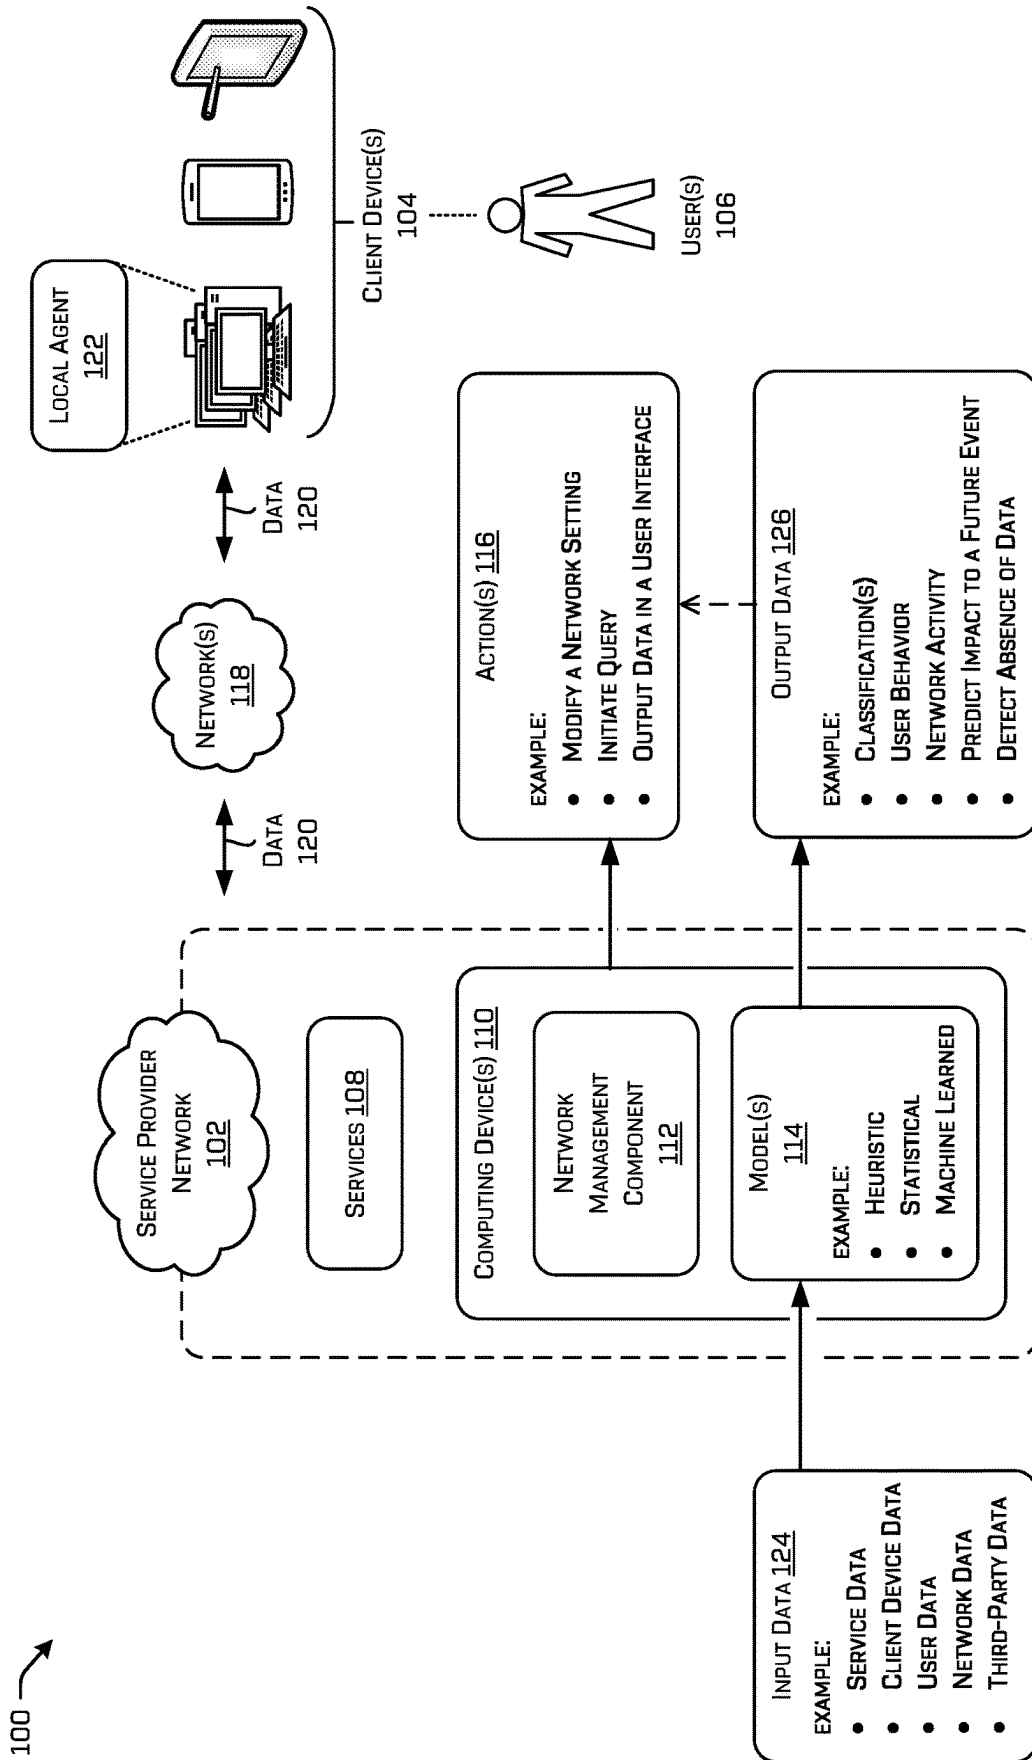 100
SERVICE PROVIDER
NETWORK
102
DATA
120
NETWORK(S)
118
DATA
120
LOCAL AGENT
122
CLIENT DEVICE(S)
104
USER(S)
106
SERVICES 108
COMPUTING DEVICE(S) 110
NETWORK
MANAGEMENT
COMPONENT
112
MODEL(S)
114
EXAMPLE:
• HEURISTIC
• STATISTICAL
• MACHINE LEARNED
ACTION(S) 116
EXAMPLE:
• MODIFY A NETWORK SETTING
• INITIATE QUERY
• OUTPUT DATA IN A USER INTERFACE
INPUT DATA 124
EXAMPLE:
• SERVICE DATA
• CLIENT DEVICE DATA
• USER DATA
• NETWORK DATA
• THIRD-PARTY DATA
OUTPUT DATA 126
EXAMPLE:
• CLASSIFICATION(S)
• USER BEHAVIOR
• NETWORK ACTIVITY
• PREDICT IMPACT TO A FUTURE EVENT
• DETECT ABSENCE OF DATA